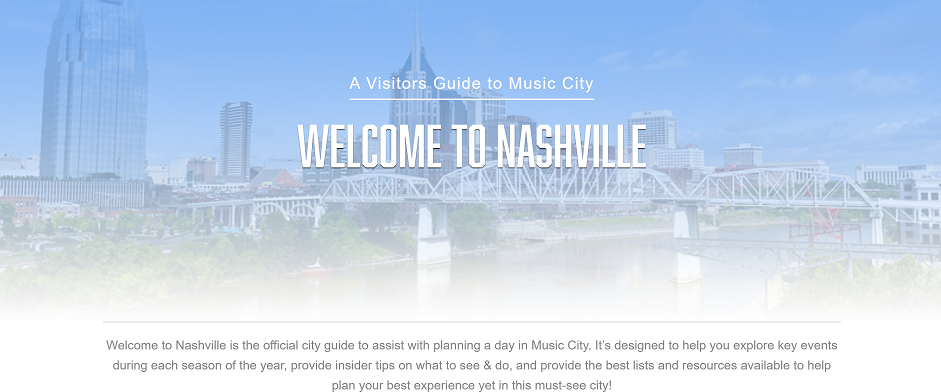 A Visitors Guide to Music City
WELCOME TO NASHVILLE
Welcome to Nashville is the official city guide to assist with planning a day in Music City. It’s designed to help you explore key events
during each season of the year, provide insider tips on what to see & do, and provide the best lists and resources available to help
plan your best experience yet in this must-see city!